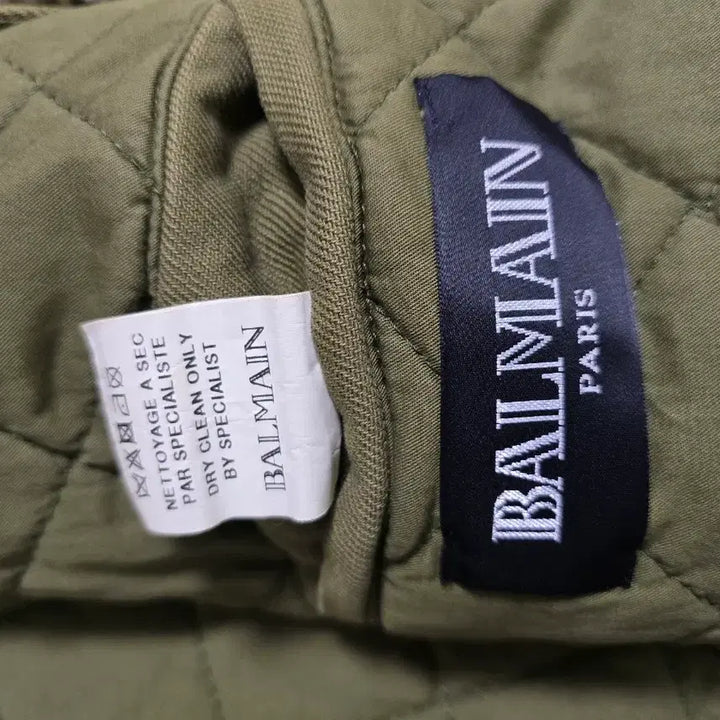 NETTOYAGE A SEC
PAR SPECIALISTE
DRY CLEAN ONLY
BY SPECIALIST
BALMAIN
BALMAIN
PARIS